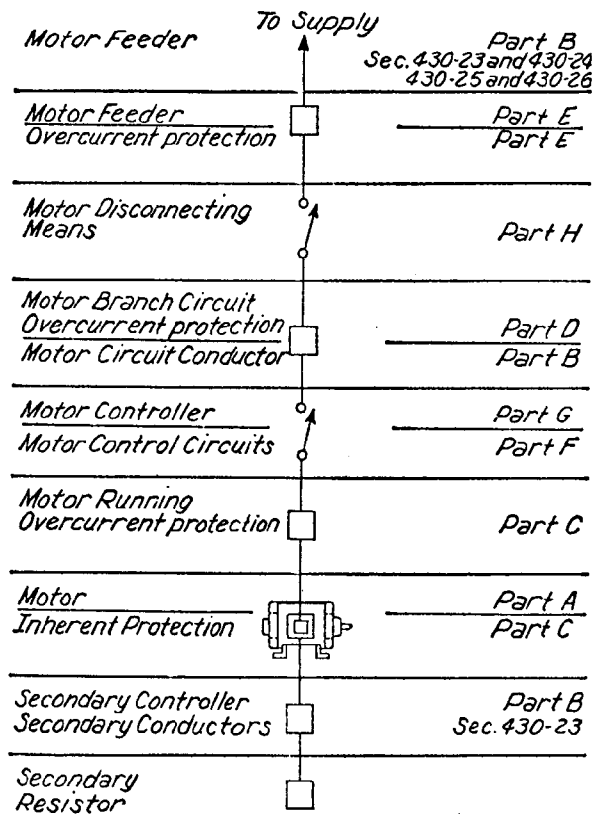 To Supply
Motor Feeder
Part B
Sec. 430-23 and 430-24
430-25 and 430-26
Motor Feeder
Overcurrent protection
Part E
Part E
Motor Disconnecting
Means
Part H
Motor Branch Circuit
Overcurrent protection
Motor Circuit Conductor
Part D
Part B
Motor Controller
Motor Control Circuits
Part G
Part F
Motor Running
Overcurrent protection
Part C
Motor
Inherent Protection
Part A
Part C
Secondary Controller
Secondary Conductors
Part B
Sec. 430-23
Secondary
Resistor